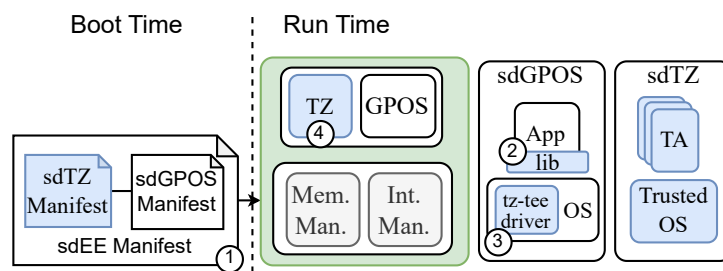 Boot Time
Run Time
sdTZ
Manifest
sdGPOS
Manifest
sdEE Manifest
1
TZ
GPOS
4
Mem.
Man.
Int.
Man.
sdGPOS
App
2
lib
tz-tee
driver
OS
3
sdTZ
TA
Trusted
OS